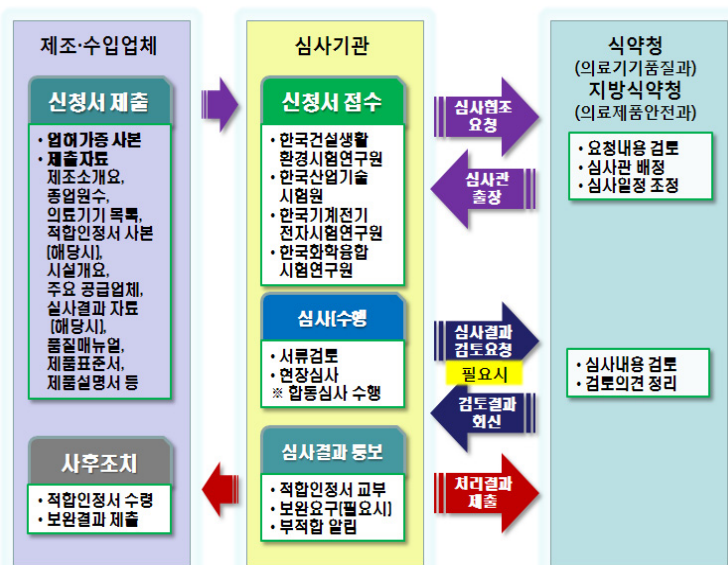 제조·수입업체
신청서 제출
• 업허가증 사본
• 제출자료
제조소개요,
종업원수,
의료기기 목록,
적합인정서 사본
(해당시),
시설개요,
주요 공급업체,
실사결과 자료
(해당시),
품질매뉴얼,
제품표준서,
제품설명서 등
사후조치
• 적합인정서 수령
• 보완결과 제출
심사기관
신청서 접수
• 한국건설생활
환경시험연구원
• 한국산업기술
시험원
• 한국기계전기
전자시험연구원
• 한국화학융합
시험연구원
심사(수행
• 서류검토
• 현장심사
※ 합동심사 수행
심사결과 통보
• 적합인정서 교부
• 보완요구(필요시)
• 부적합 알림
심사협조
요청
심사관
출장
심사결과
검토요청
필요시
검토결과
회신
처리결과
제출
식약청
(의료기기품질과)
지방식약청
(의료제품안전과)
• 요청내용 검토
• 심사관 배정
• 심사일정 조정
• 심사내용 검토
• 검토의견 정리